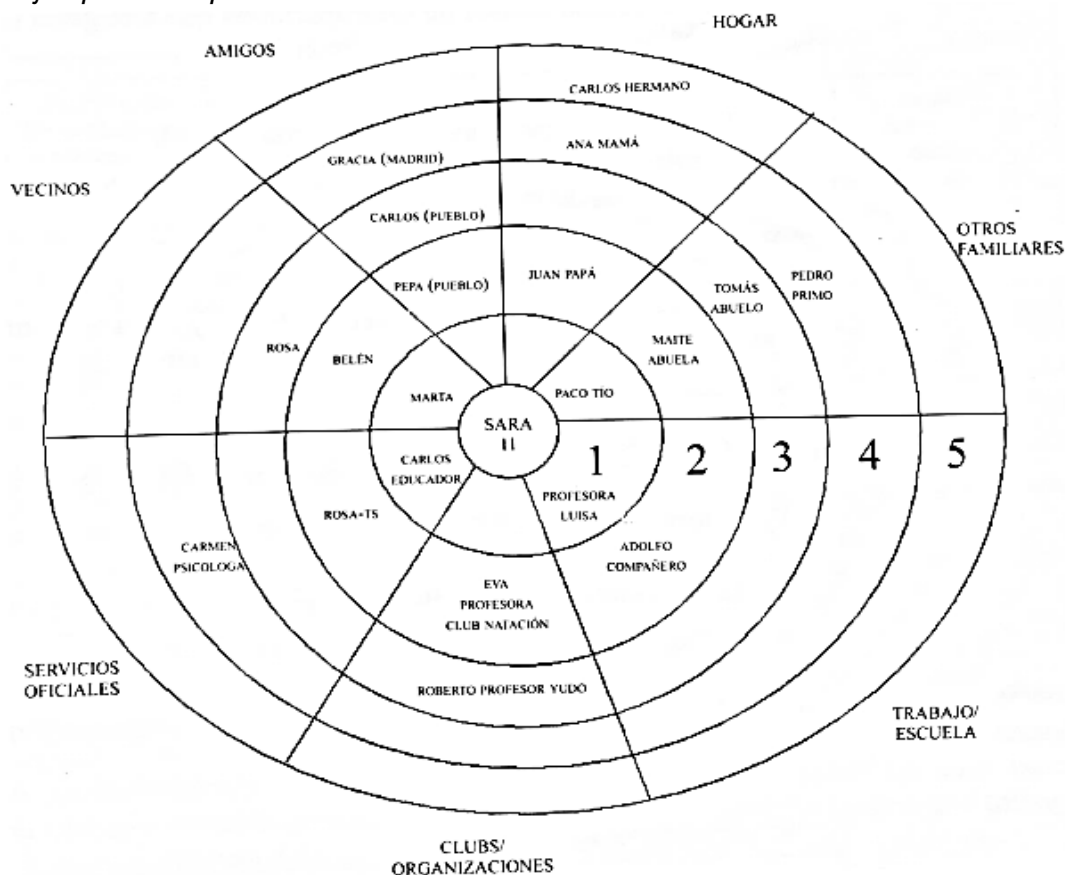 HOGAR
AMIGOS
CARLOS HERMANO
ANA MAMÁ
GRACIA (MADRID)
VECINOS
CARLOS (PUEBLO)
OTROS
FAMILIARES
JUAN PAPÁ
PEPA (PUEBLO)
PEDRO
PRIMO
TOMÁS
ABUELO
MAITE
ABUELA
ROSA
BELÉN
MARTA
PACO TÍO
SARA
11
1
2
3
4
5
CARLOS
EDUCADOR
PROFESORA
LUISA
ROSA-TS
ADOLFO
COMPAÑERO
CARMEN
PSICOLOGA
EVA
PROFESORA
CLUB NATACIÓN
ROBERTO PROFESOR YUDO
SERVICIOS
OFICIALES
TRABAJO/
ESCUELA
CLUBS/
ORGANIZACIONES